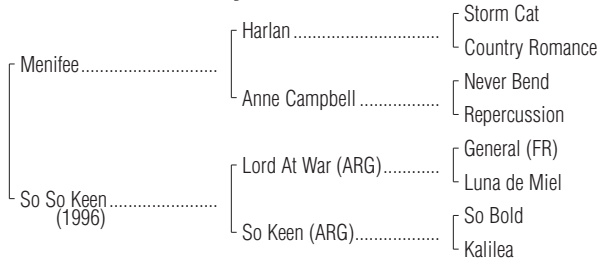 Storm Cat
Harlan
Country Romance
Menifee
Never Bend
Anne Campbell
Repercussion
General (FR)
Lord At War (ARG)
Luna de Miel
So So Keen
(1996)
So Bold
So Keen (ARG)
Kalilea